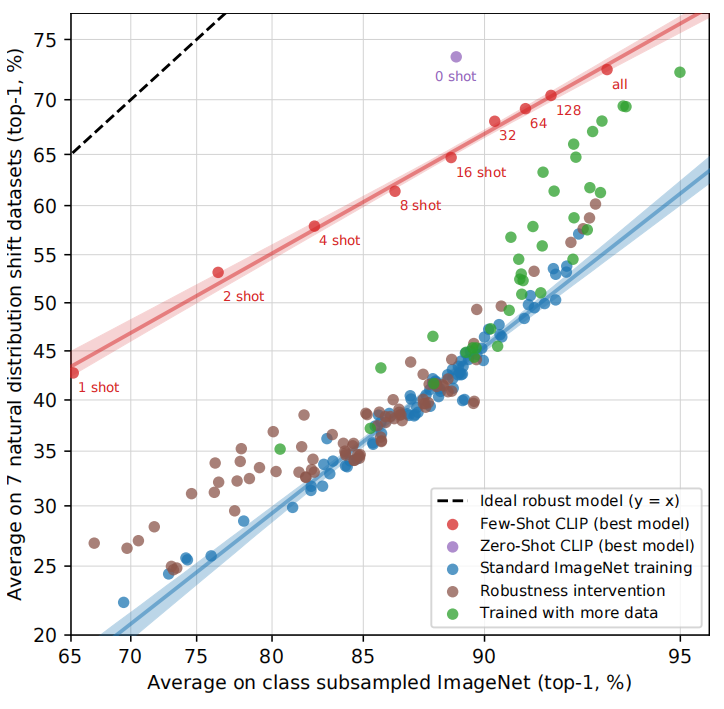 Average on 7 natural distribution shift datasets (top-1, %)
75
70
65
60
55
50
45
40
35
30
25
20
0 shot
all
128
64
32
16 shot
8 shot
4 shot
2 shot
1 shot
Ideal robust model (y = x)
Few-Shot CLIP (best model)
Zero-Shot CLIP (best model)
Standard ImageNet training
Robustness intervention
Trained with more data
65 70 75 80 85 90 95
Average on class subsampled ImageNet (top-1, %)